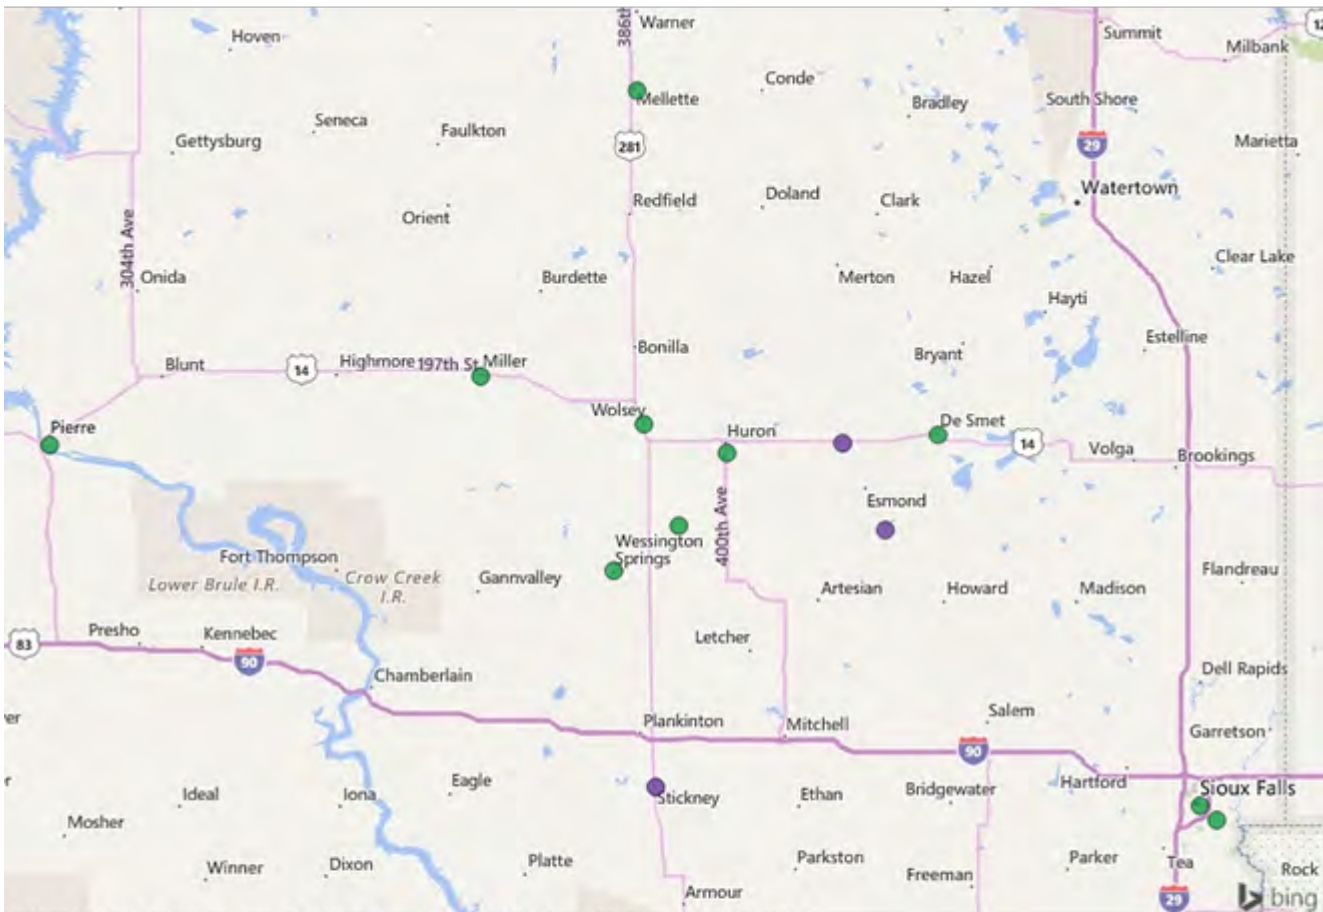 386th
Warner
Summit
12
Hoven
Milbank
Conde
Mellette
Bradley
South Shore
Seneca
Faulkton
Gettysburg
281
29
Marietta
Watertown
Redfield
Doland
Clark
Orient
304th Ave
Clear Lake
Onida
Burdette
Merton
Hazel
Hayti
Estelline
Bonilla
Bryant
Blunt
14
Highmore
197th St
Miller
Wolsey
Pierre
Huron
De Smet
14
Volga
Brookings
Esmond
400th Ave
Wessington
Springs
Fort Thompson
Lower Brule I.R.
Crow Creek
I.R.
Gannvalley
Artesian
Howard
Madison
Flandreau
83
Presho
Kennebec
90
Letcher
Dell Rapids
Chamberlain
Plankinton
Mitchell
Salem
Garretson
er
90
r
Ideal
Iona
Eagle
Stickney
Ethan
Bridgewater
Hartford
Sioux Falls
Mosher
Winner
Dixon
Platte
Parkston
Freeman
Parker
Tea
Rock
Armour
29
bing